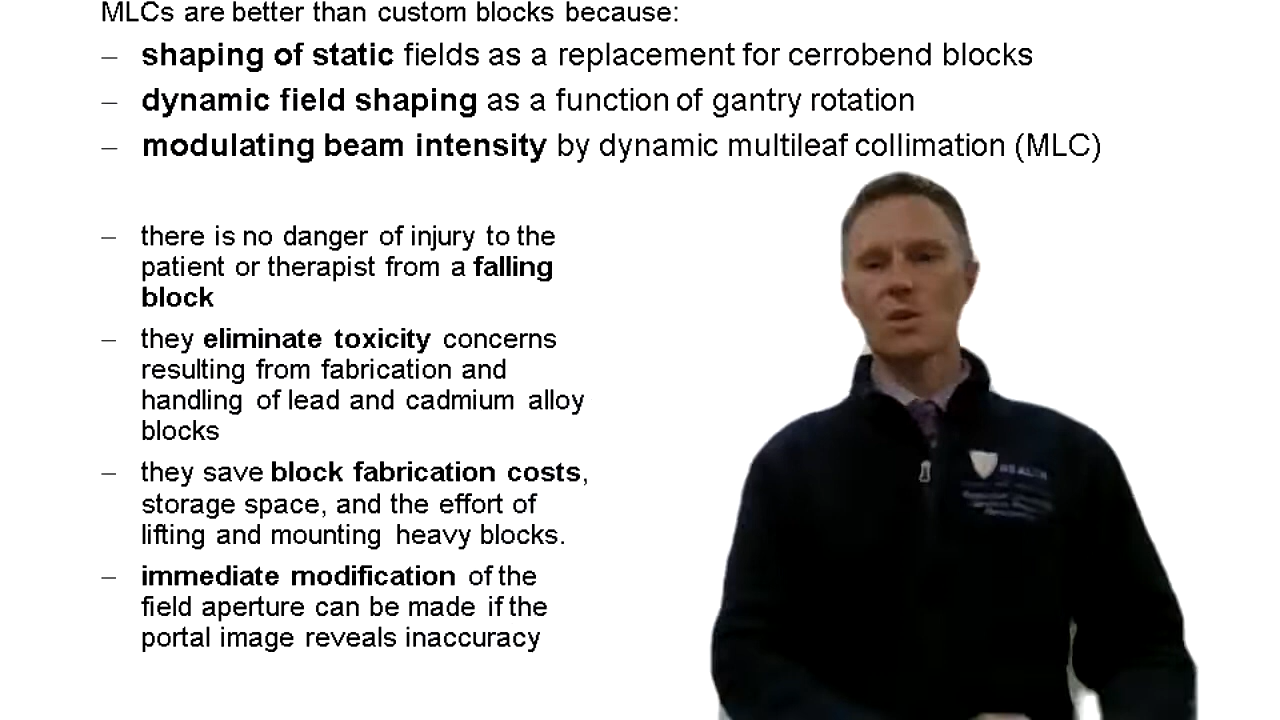 MLCs are better than custom blocks because:
– shaping of static fields as a replacement for cerrobend blocks
– dynamic field shaping as a function of gantry rotation
– modulating beam intensity by dynamic multileaf collimation (MLC)
– there is no danger of injury to the
patient or therapist from a falling
block
– they eliminate toxicity concerns
resulting from fabrication and
handling of lead and cadmium alloy
blocks
– they save block fabrication costs,
storage space, and the effort of
lifting and mounting heavy blocks.
– immediate modification of the
field aperture can be made if the
portal image reveals inaccuracy